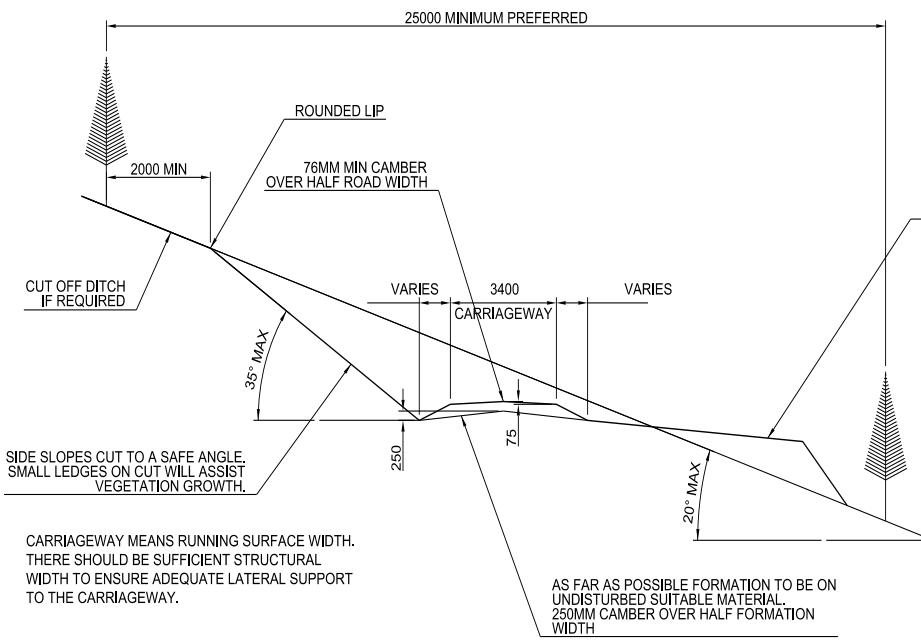 25000 MINIMUM PREFERRED
ROUNDED LIP
2000 MIN
76MM MIN CAMBER
OVER HALF ROAD WIDTH
CUT OFF DITCH
IF REQUIRED
VARIES
3400
VARIES
CARRIAGEWAY
35° MAX
250
75
SIDE SLOPES CUT TO A SAFE ANGLE.
SMALL LEDGES ON CUT WILL ASSIST
VEGETATION GROWTH.
20° MAX
CARRIAGEWAY MEANS RUNNING SURFACE WIDTH.
THERE SHOULD BE SUFFICIENT STRUCTURAL
WIDTH TO ENSURE ADEQUATE LATERAL SUPPORT
TO THE CARRIAGEWAY.
AS FAR AS POSSIBLE FORMATION TO BE ON
UNDISTURBED SUITABLE MATERIAL.
250MM CAMBER OVER HALF FORMATION
WIDTH